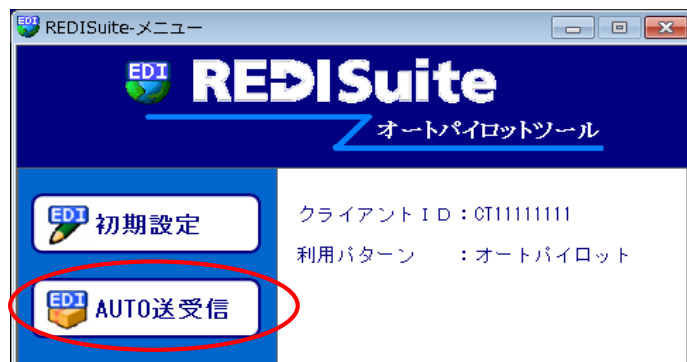 EDI REDISuite-メニュー
EDI REDISuite
オートパイロットツール
EDI 初期設定
クライアントＩＤ：CT11111111
利用パターン　：オートパイロット
EDI AUTO送受信